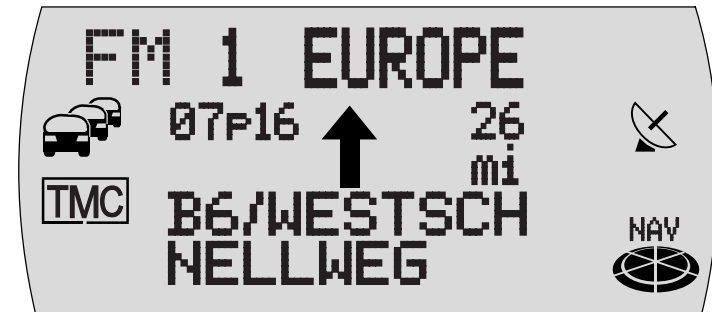 FM 1 EUROPE
07P16 26
mi
TMC
B6/WESTSCH
NAV
NELLWEG